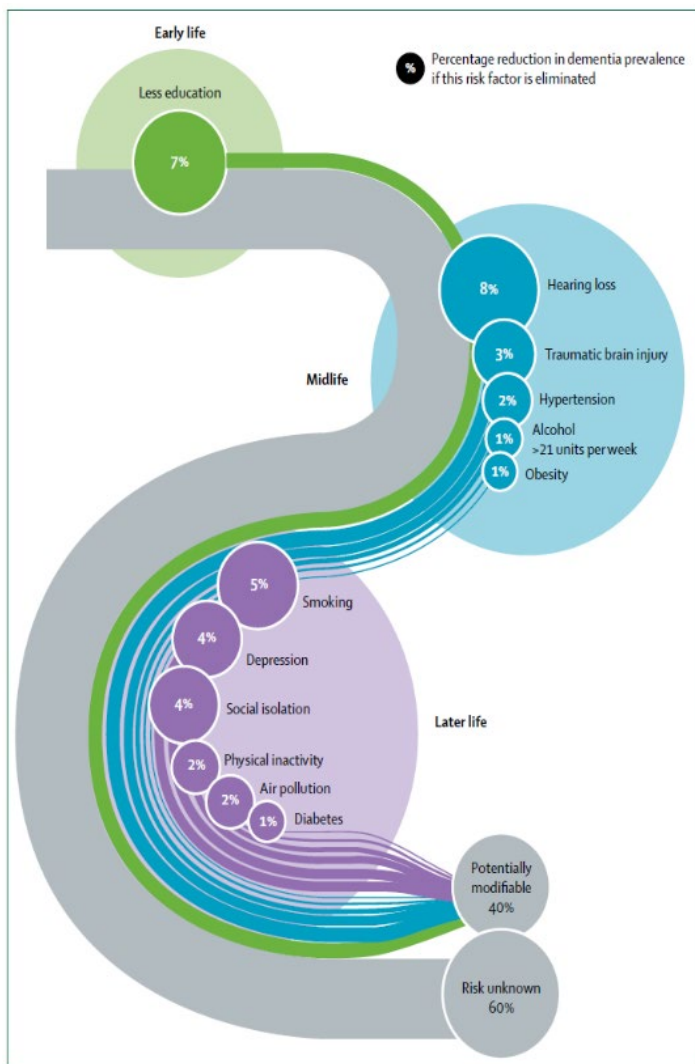 Early life
% Percentage reduction in dementia prevalence
if this risk factor is eliminated
Less education
7%
8% Hearing loss
3% Traumatic brain injury
Midlife
2% Hypertension
1% Alcohol
>21 units per week
1% Obesity
5% Smoking
4% Depression
4% Social isolation
Later life
2% Physical inactivity
2% Air pollution
1% Diabetes
Potentially
modifiable
40%
Risk unknown
60%